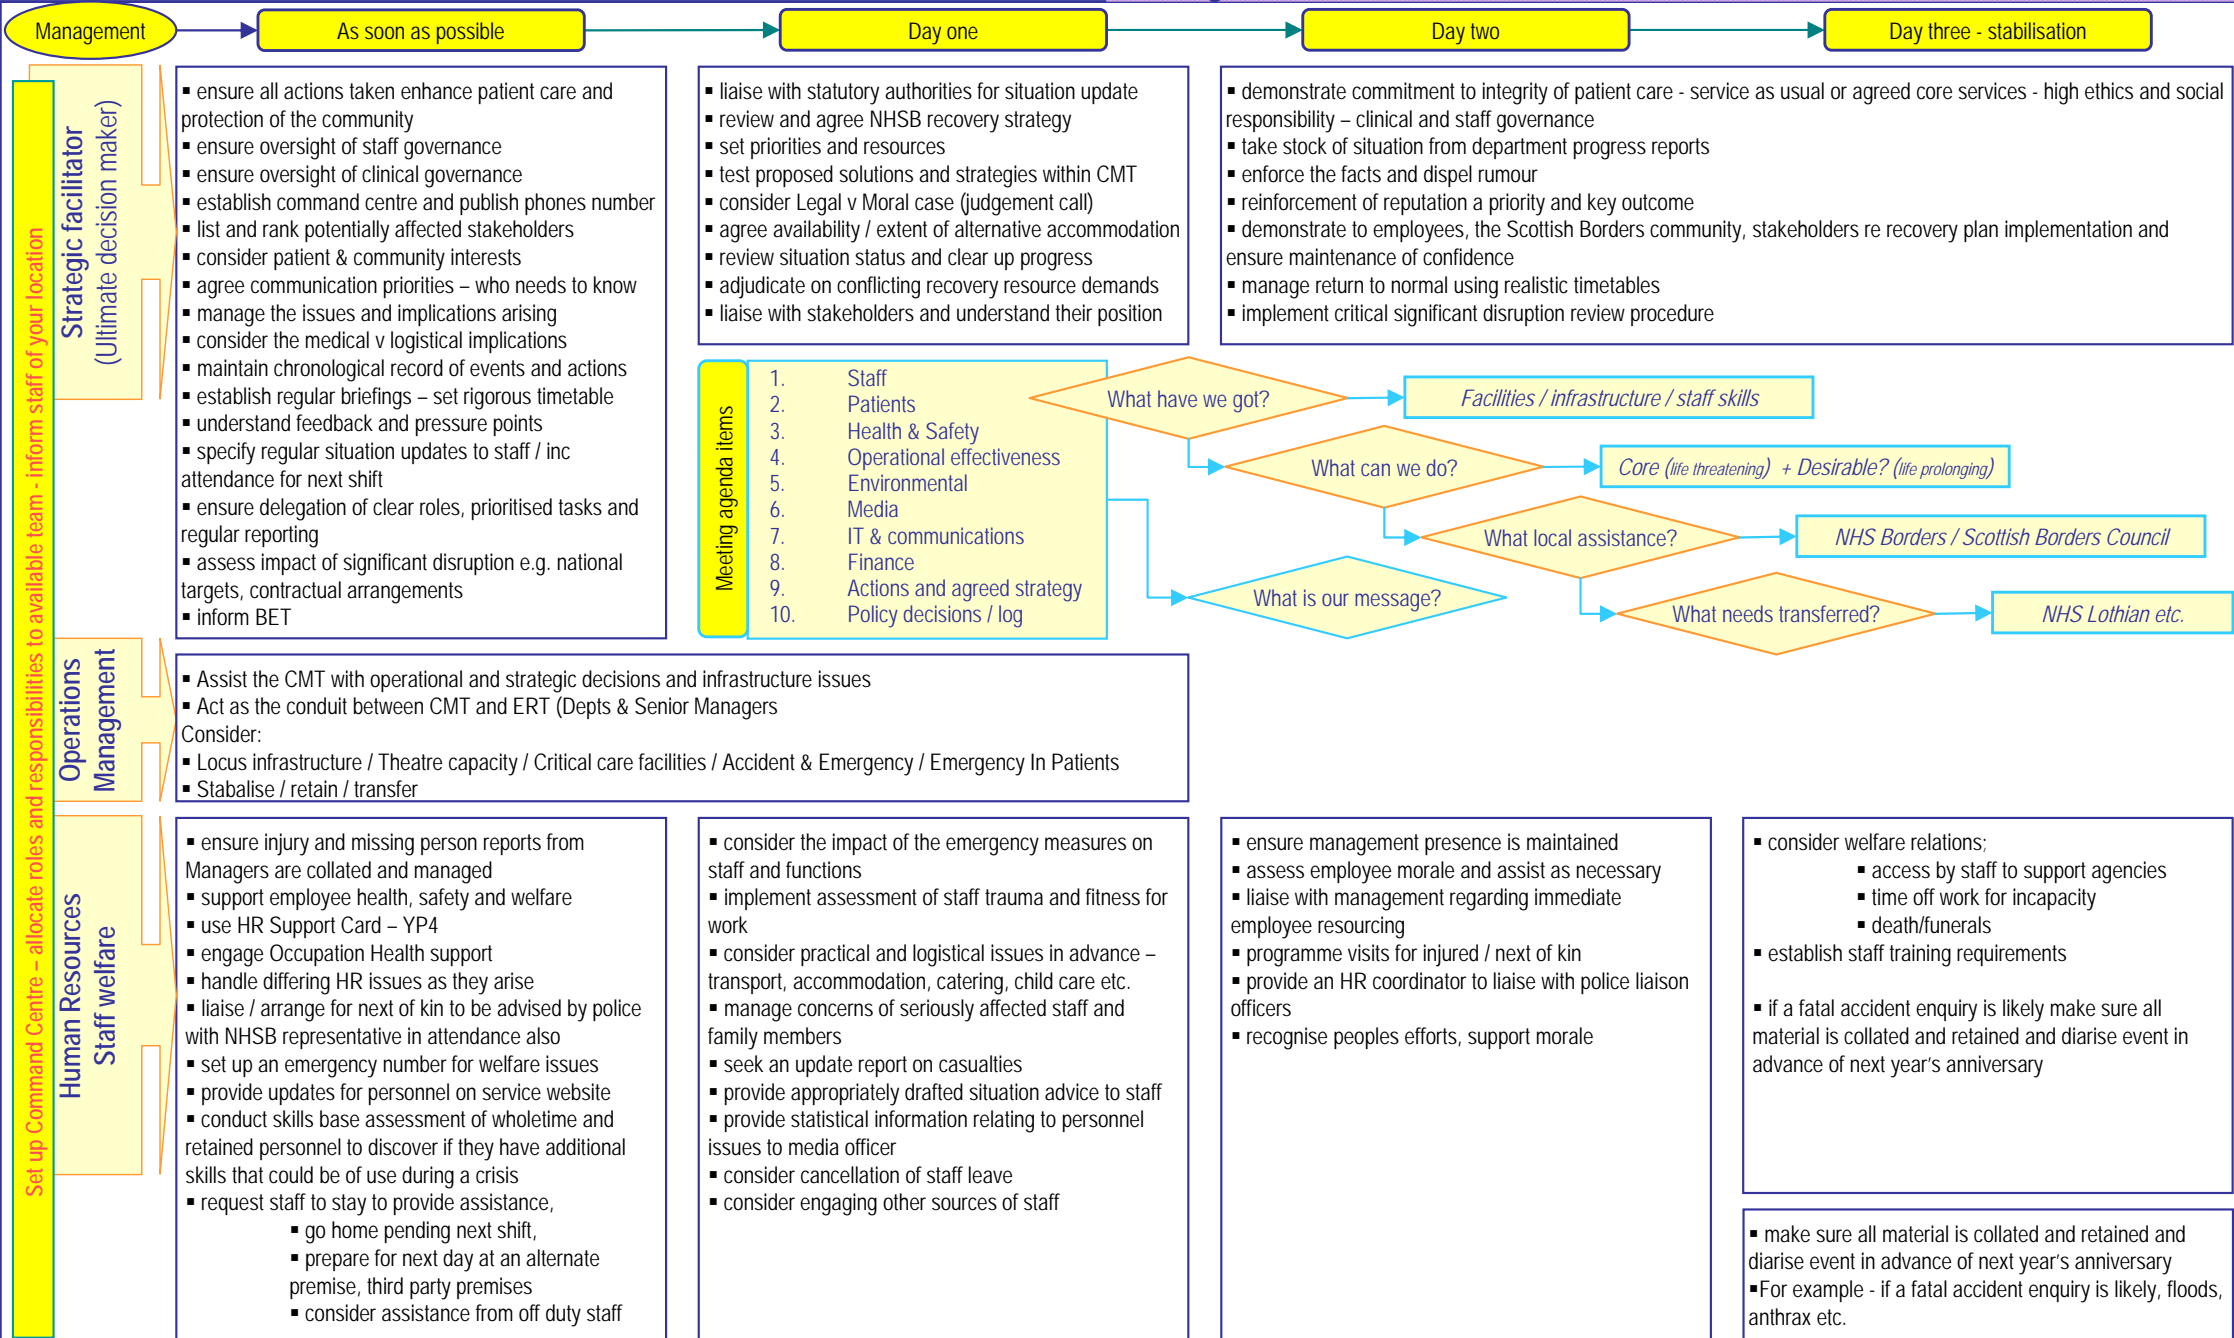 Management
As soon as possible
Day one
Day two
Day three - stabilisation
Set up Command Centre – allocate roles and responsibilities to available team - inform staff of your location
Strategic facilitator
(Ultimate decision maker)
▪ ensure all actions taken enhance patient care and
protection of the community
▪ ensure oversight of staff governance
▪ ensure oversight of clinical governance
▪ establish command centre and publish phones number
▪ list and rank potentially affected stakeholders
▪ consider patient & community interests
▪ agree communication priorities – who needs to know
▪ manage the issues and implications arising
▪ consider the medical v logistical implications
▪ maintain chronological record of events and actions
▪ establish regular briefings – set rigorous timetable
▪ understand feedback and pressure points
▪ specify regular situation updates to staff / inc
attendance for next shift
▪ ensure delegation of clear roles, prioritised tasks and
regular reporting
▪ assess impact of significant disruption e.g. national
targets, contractual arrangements
▪ inform BET
▪ liaise with statutory authorities for situation update
▪ review and agree NHSB recovery strategy
▪ set priorities and resources
▪ test proposed solutions and strategies within CMT
▪ consider Legal v Moral case (judgement call)
▪ agree availability / extent of alternative accommodation
▪ review situation status and clear up progress
▪ adjudicate on conflicting recovery resource demands
▪ liaise with stakeholders and understand their position
▪ demonstrate commitment to integrity of patient care - service as usual or agreed core services - high ethics and social
responsibility – clinical and staff governance
▪ take stock of situation from department progress reports
▪ enforce the facts and dispel rumour
▪ reinforcement of reputation a priority and key outcome
▪ demonstrate to employees, the Scottish Borders community, stakeholders re recovery plan implementation and
ensure maintenance of confidence
▪ manage return to normal using realistic timetables
▪ implement critical significant disruption review procedure
Meeting agenda items
1. Staff
2. Patients
3. Health & Safety
4. Operational effectiveness
5. Environmental
6. Media
7. IT & communications
8. Finance
9. Actions and agreed strategy
10. Policy decisions / log
What have we got?
Facilities / infrastructure / staff skills
What can we do?
Core (life threatening) + Desirable? (life prolonging)
What local assistance?
NHS Borders / Scottish Borders Council
What is our message?
What needs transferred?
NHS Lothian etc.
Operations
Management
▪ Assist the CMT with operational and strategic decisions and infrastructure issues
▪ Act as the conduit between CMT and ERT (Depts & Senior Managers
Consider:
▪ Locus infrastructure / Theatre capacity / Critical care facilities / Accident & Emergency / Emergency In Patients
▪ Stabalise / retain / transfer
Human Resources
Staff welfare
▪ ensure injury and missing person reports from
Managers are collated and managed
▪ support employee health, safety and welfare
▪ use HR Support Card – YP4
▪ engage Occupation Health support
▪ handle differing HR issues as they arise
▪ liaise / arrange for next of kin to be advised by police
with NHSB representative in attendance also
▪ set up an emergency number for welfare issues
▪ provide updates for personnel on service website
▪ conduct skills base assessment of wholetime and
retained personnel to discover if they have additional
skills that could be of use during a crisis
▪ request staff to stay to provide assistance,
▪ go home pending next shift,
▪ prepare for next day at an alternate
premise, third party premises
▪ consider assistance from off duty staff
▪ consider the impact of the emergency measures on
staff and functions
▪ implement assessment of staff trauma and fitness for
work
▪ consider practical and logistical issues in advance –
transport, accommodation, catering, child care etc.
▪ manage concerns of seriously affected staff and
family members
▪ seek an update report on casualties
▪ provide appropriately drafted situation advice to staff
▪ provide statistical information relating to personnel
issues to media officer
▪ consider cancellation of staff leave
▪ consider engaging other sources of staff
▪ ensure management presence is maintained
▪ assess employee morale and assist as necessary
▪ liaise with management regarding immediate
employee resourcing
▪ programme visits for injured / next of kin
▪ provide an HR coordinator to liaise with police liaison
officers
▪ recognise peoples efforts, support morale
▪ consider welfare relations;
▪ access by staff to support agencies
▪ time off work for incapacity
▪ death/funerals
▪ establish staff training requirements
▪ if a fatal accident enquiry is likely make sure all
material is collated and retained and diarise event in
advance of next year's anniversary
▪ make sure all material is collated and retained and
diarise event in advance of next year's anniversary
▪For example - if a fatal accident enquiry is likely, floods,
anthrax etc.